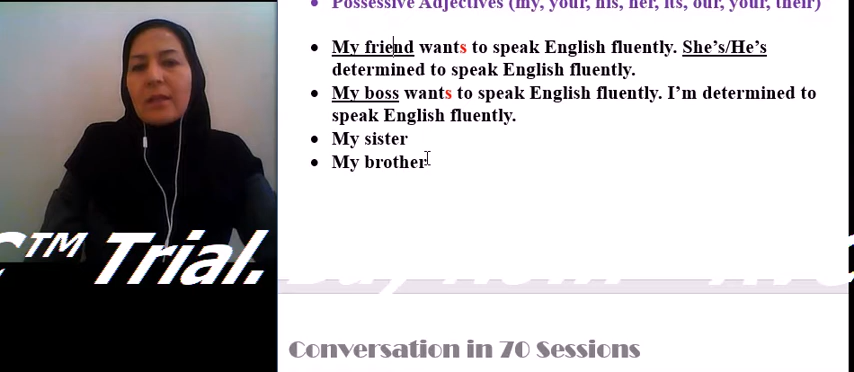 • Possessive Adjectives (my, your, his, her, its, our, your, their)
• My friend wants to speak English fluently. She's/He's
determined to speak English fluently.
• My boss wants to speak English fluently. I'm determined to
speak English fluently.
• My sister
• My brother
C™ Trial.
Conversation in 70 Sessions